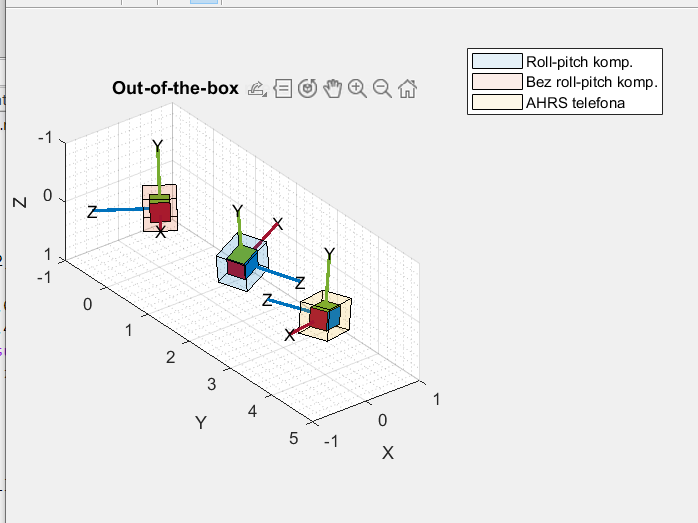 Out-of-the-box
Roll-pitch komp.
Bez roll-pitch komp.
AHRS telefona
-1
0
1
Z
-1
0
1
2
3
4
5
Y
-1
0
1
X
Y
Z
X
Y
X
Z
Y
Z
X